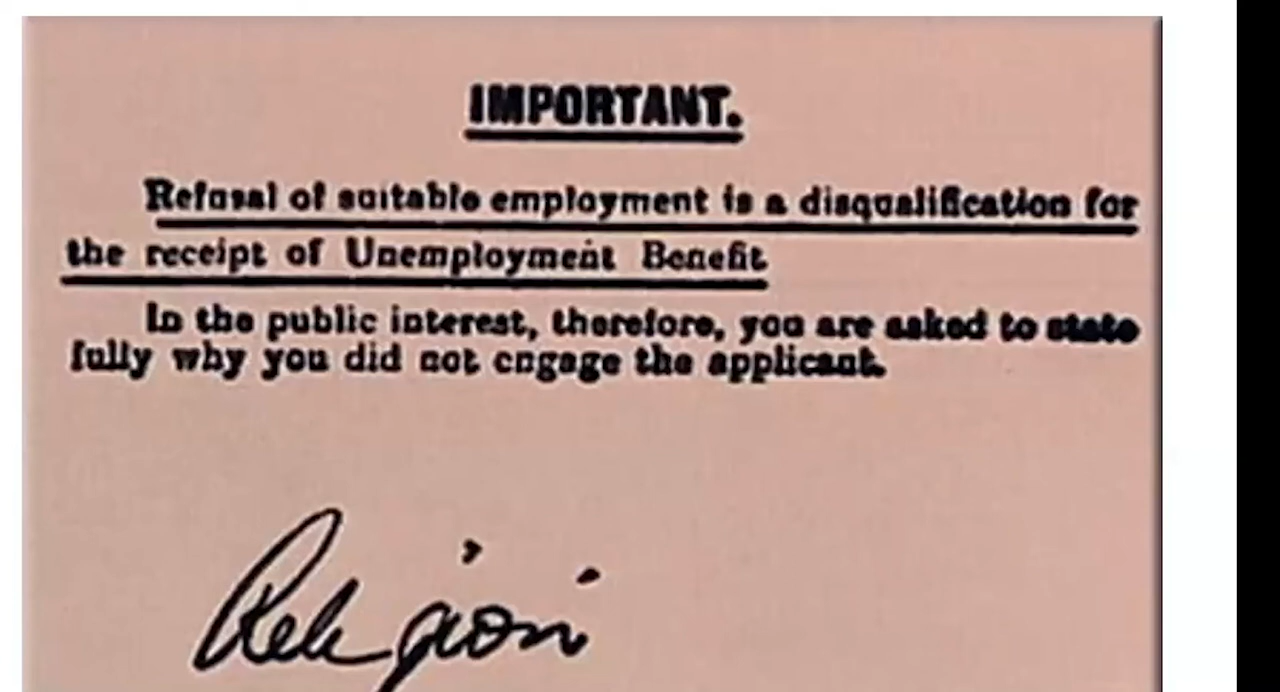 IMPORTANT.
Refusal of suitable employment is a disqualification for
the receipt of Unemployment Benefit
In the public interest, therefore, you are asked to state
fully why you did not engage the applicant.
Religion